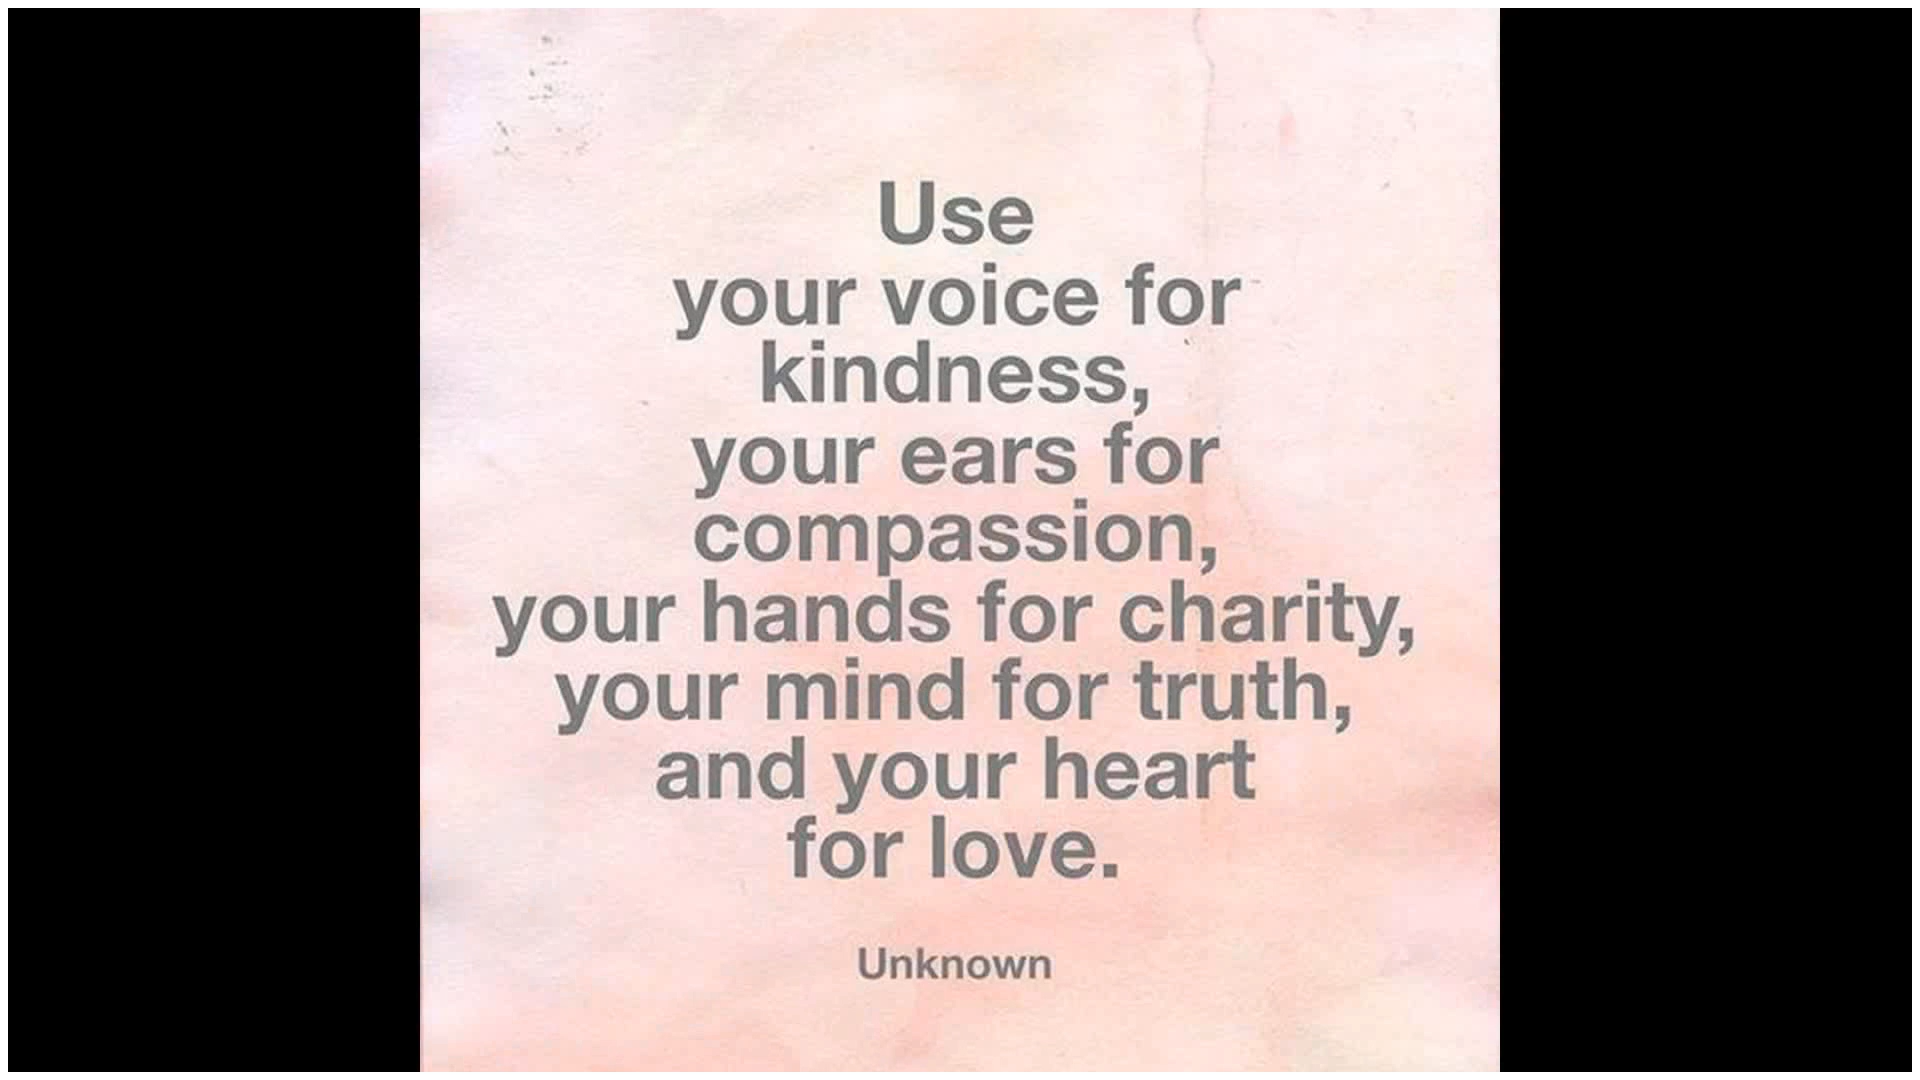 Use
your voice for
kindness,
your ears for
compassion,
your hands for charity,
your mind for truth,
and your heart
for love.
Unknown